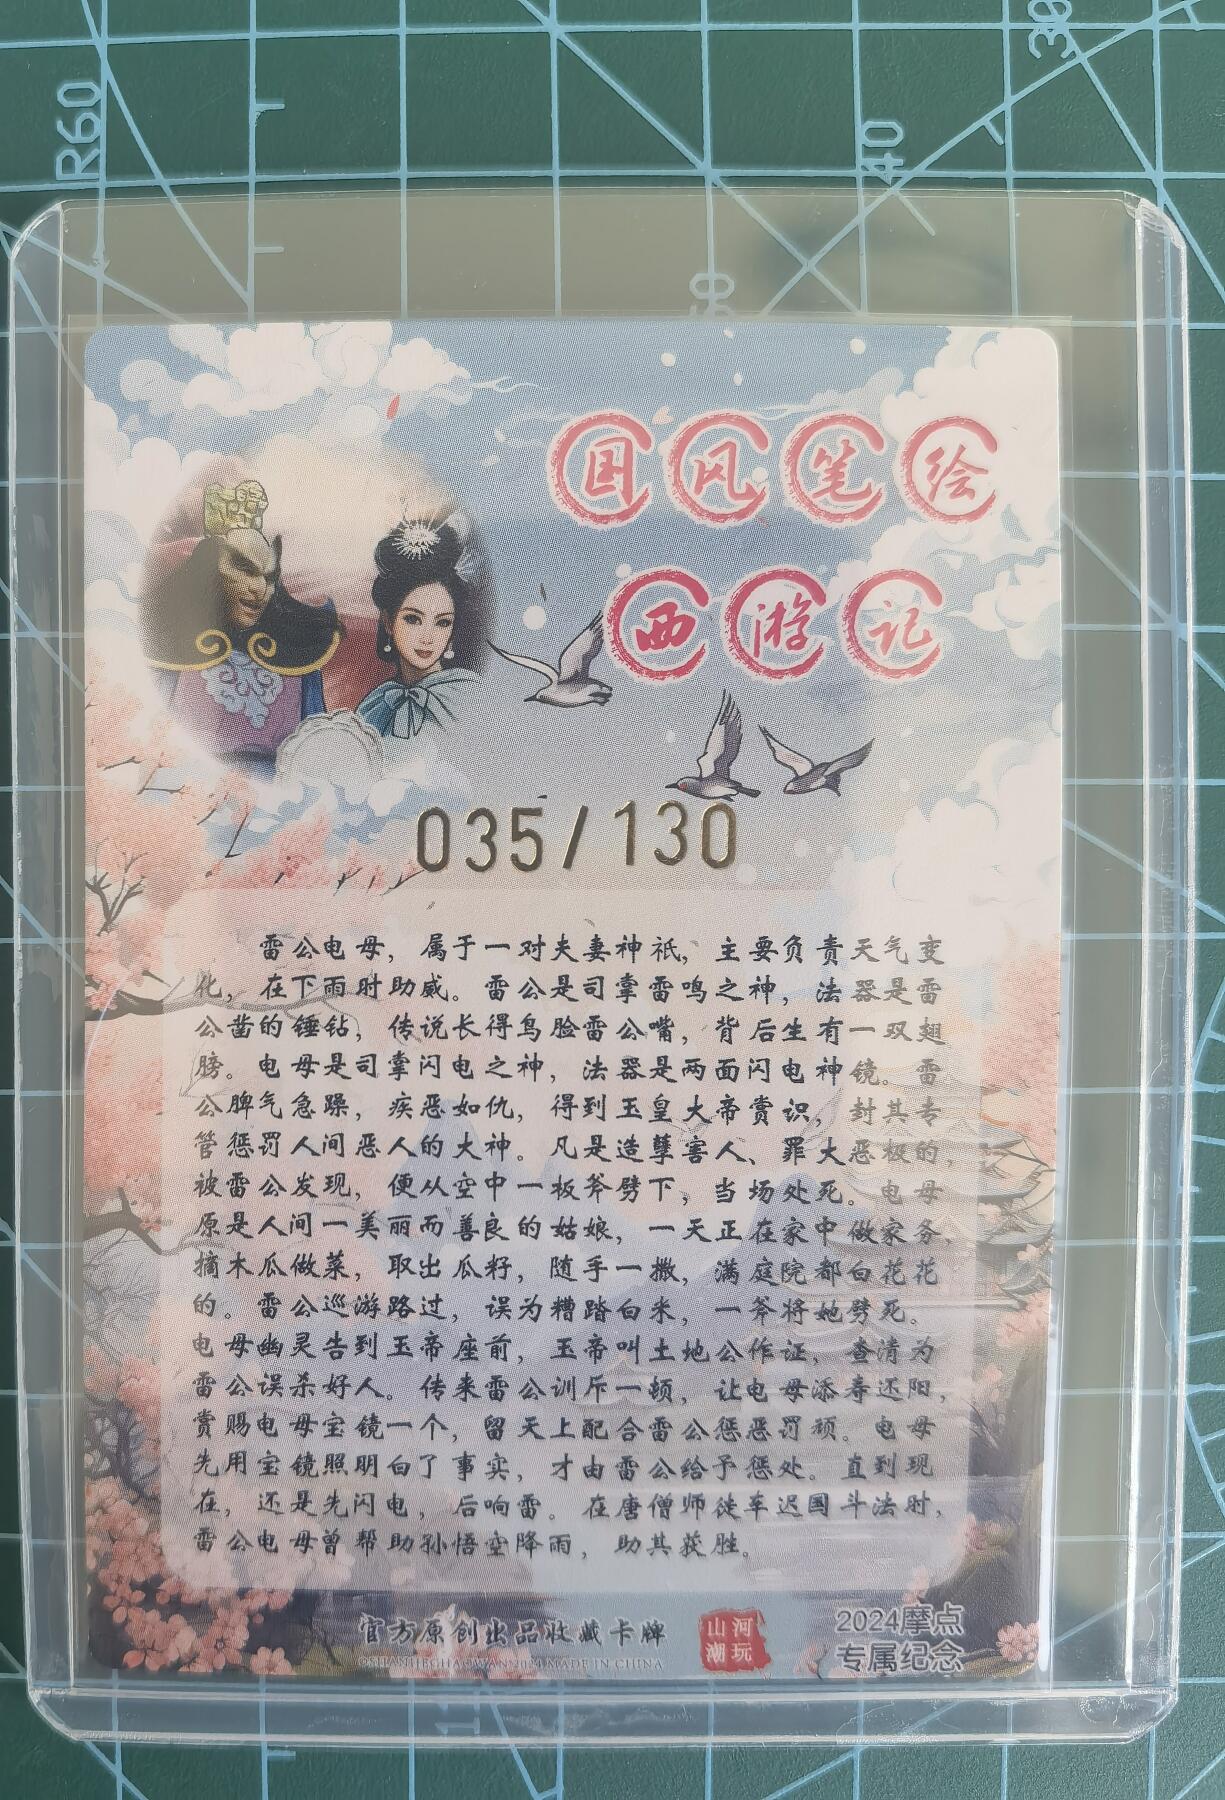 R60
40
30
50
国风笔绘
西游记
035/130
雷公电母，属于一对夫妻神祇，主要负责天气变
化，在下雨时助威。雷公是司掌雷鸣之神，法器是雷
公凿的锤钻，传说长得鸟脸雷公嘴，背后生有一双翅
膀。电母是司掌闪电之神，法器是两面闪电神镜。雷
公脾气急躁，疾恶如仇，得到玉皇大帝赏识，封其专
管惩罚人间恶人的大神。凡是造孽害人、罪大恶极的，
被雷公发现，便从空中一板斧劈下，当场处死。电母
原是人间一美丽而善良的姑娘，一天正在家中做家务，
摘木瓜做菜，取出瓜籽，随手一撒，满庭院都白花花
的。雷公巡游路过，误为糟踏白米，一斧将她劈死。
电母幽灵告到玉帝座前，玉帝叫土地公作证，查清为
雷公误杀好人。传来雷公训斥一顿，让电母添寿还阳，
赏赐电母宝镜一个，留天上配合雷公惩恶罚顽。电母
先用宝镜照明白了事实，才由雷公给予惩处。直到现
在，还是先闪电，后响雷。在唐僧师徒车迟国斗法时，
雷公电母曾帮助孙悟空降雨，助其获胜。
官方原创出品收藏卡牌
©SHANHECHAOWAN2024 MADE IN CHINA
山河
潮玩
2024摩点
专属纪念